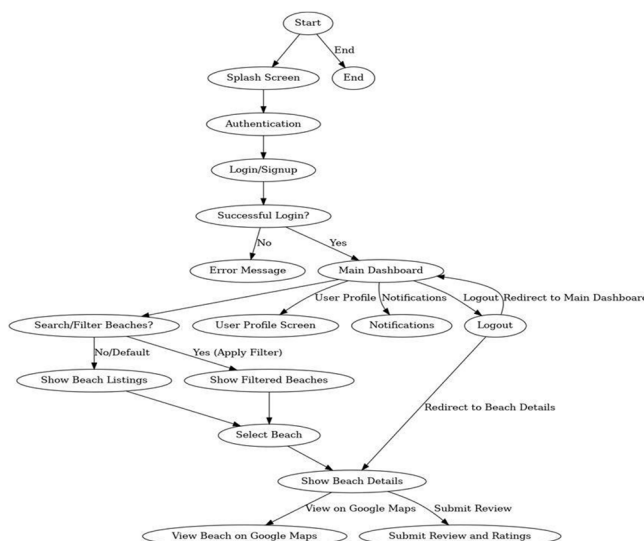 Start
End
Splash Screen
End
Authentication
Login/Signup
Successful Login?
No
Yes
Error Message
Main Dashboard
User Profile
Notifications
Logout
Redirect to Main Dashboard
Search/Filter Beaches?
User Profile Screen
Notifications
Logout
No/Default
Yes (Apply Filter)
Show Beach Listings
Show Filtered Beaches
Redirect to Beach Details
Select Beach
Show Beach Details
View on Google Maps
Submit Review
View Beach on Google Maps
Submit Review and Ratings